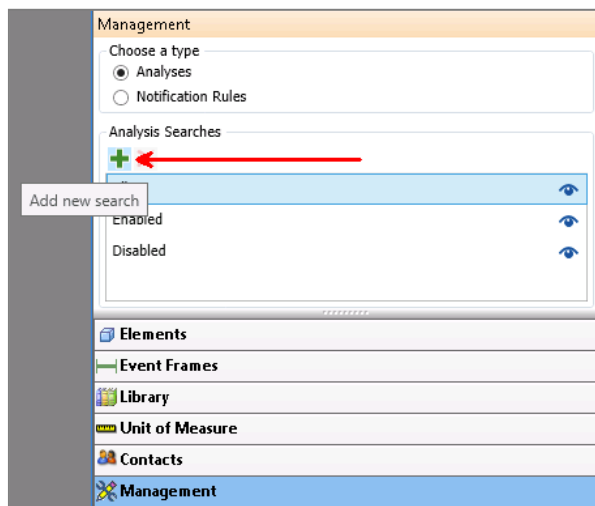 Management
Choose a type
Analyses
Notification Rules
Analysis Searches
Add new search
Enabled
Disabled
Elements
Event Frames
Library
Unit of Measure
Contacts
Management